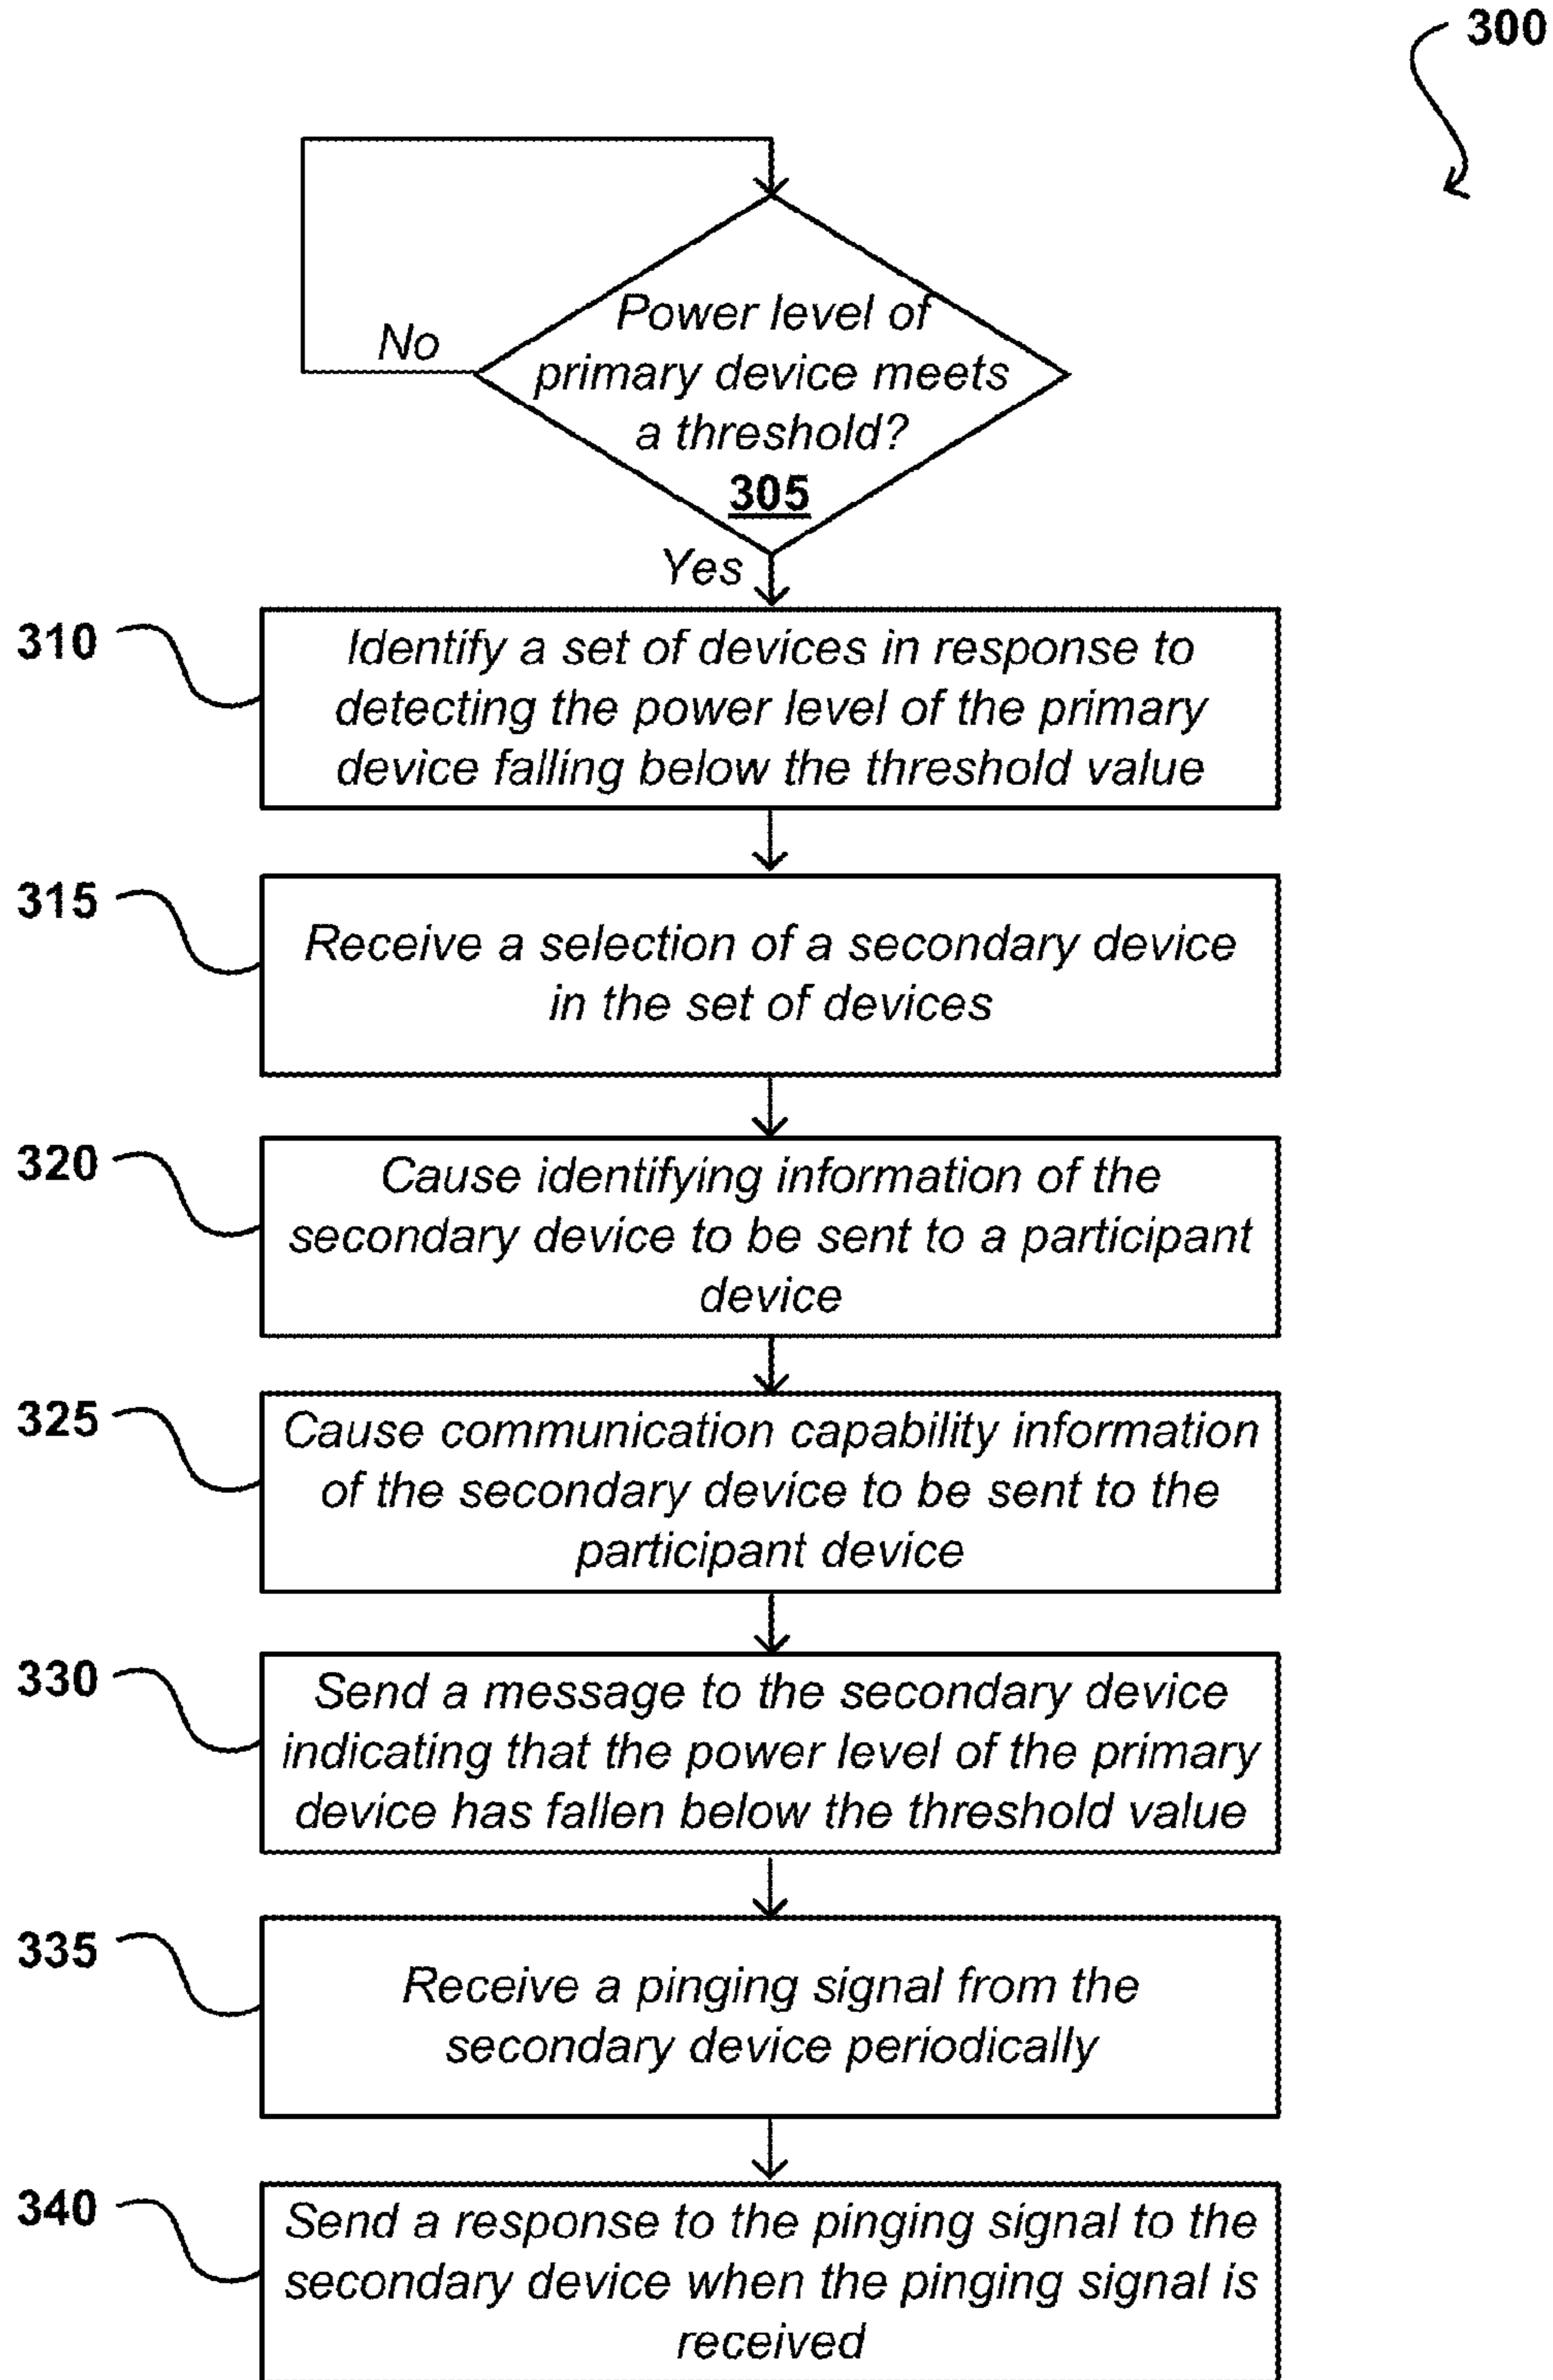 300
Power level of
primary device meets
a threshold?
305
No
Yes
310
Identify a set of devices in response to
detecting the power level of the primary
device falling below the threshold value
315
Receive a selection of a secondary device
in the set of devices
320
Cause identifying information of the
secondary device to be sent to a participant
device
325
Cause communication capability information
of the secondary device to be sent to the
participant device
330
Send a message to the secondary device
indicating that the power level of the primary
device has fallen below the threshold value
335
Receive a pinging signal from the
secondary device periodically
340
Send a response to the pinging signal to the
secondary device when the pinging signal is
received